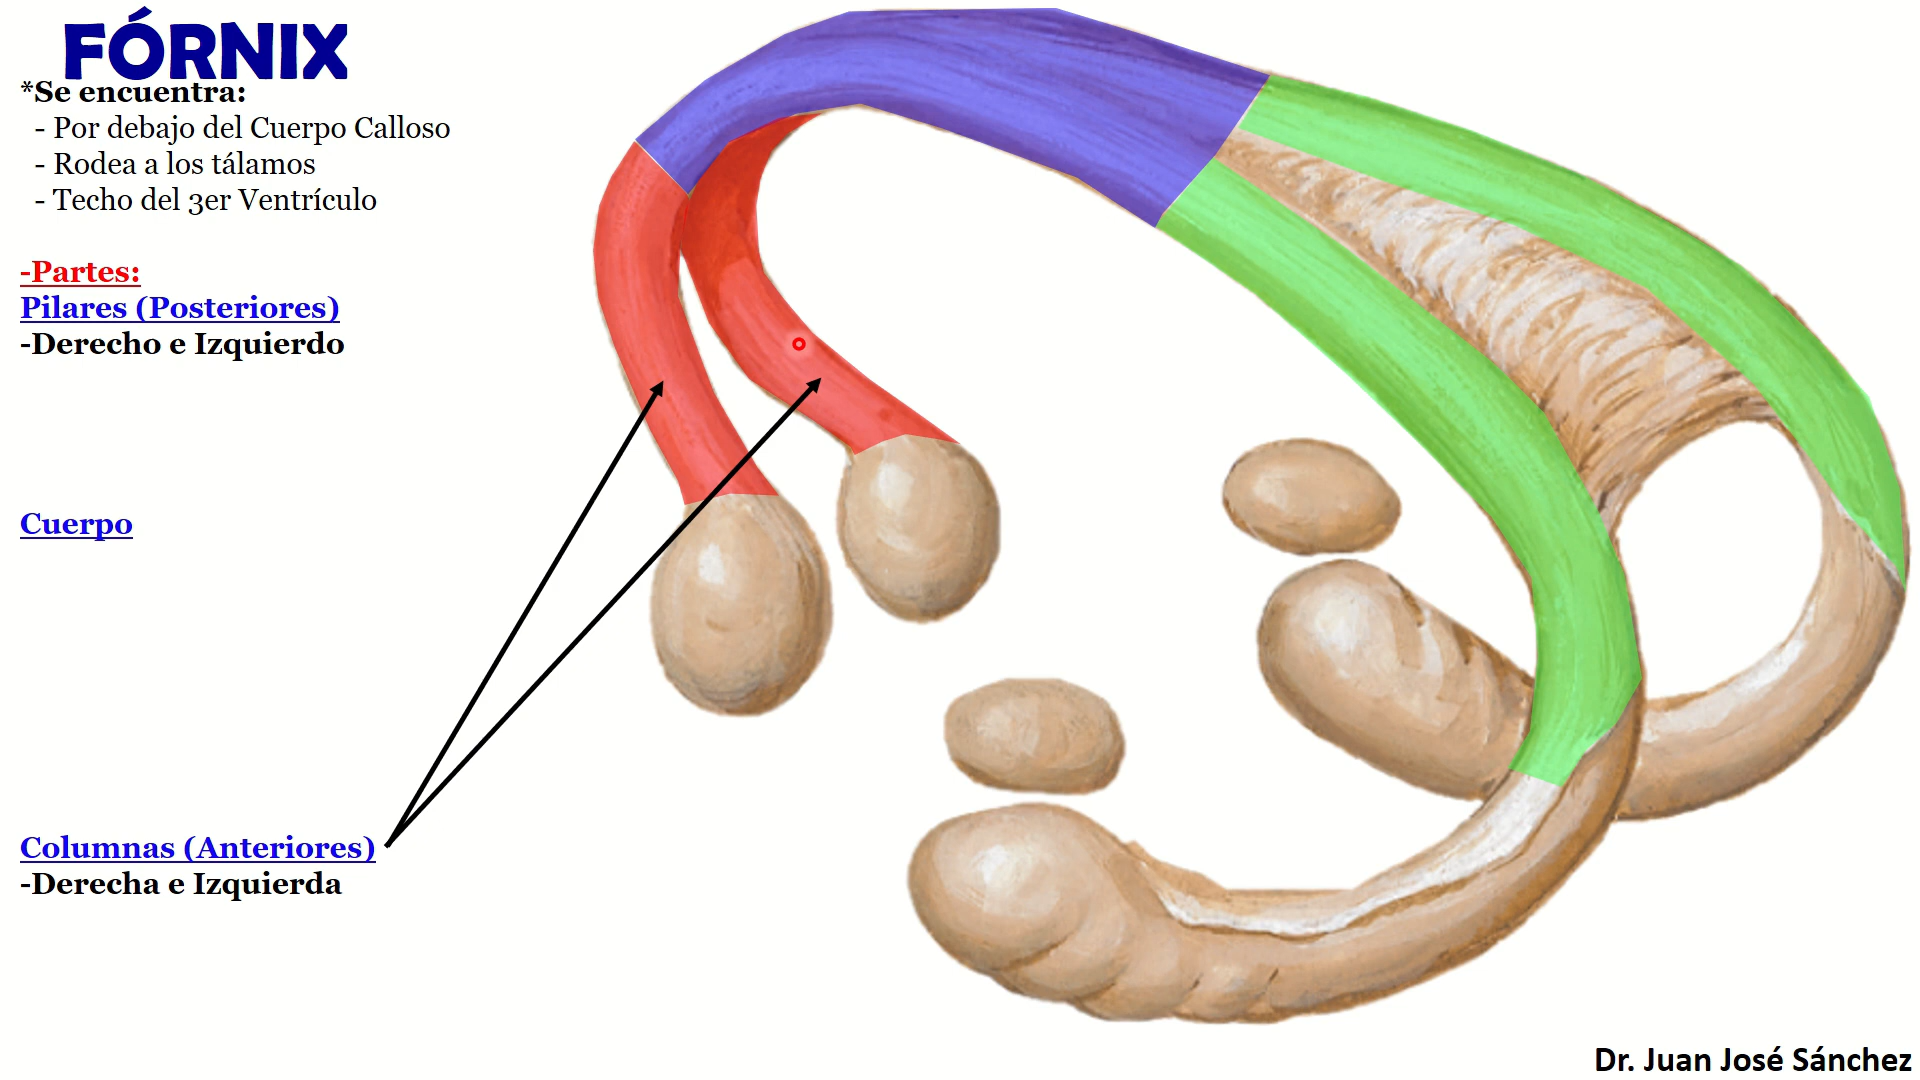 FÓRNIX
*Se encuentra:
- Por debajo del Cuerpo Calloso
- Rodea a los tálamos
- Techo del 3er Ventrículo
-Partes:
Pilares (Posteriores)
-Derecho e Izquierdo
Cuerpo
Columnas (Anteriores)
-Derecha e Izquierda
Dr. Juan José Sánchez